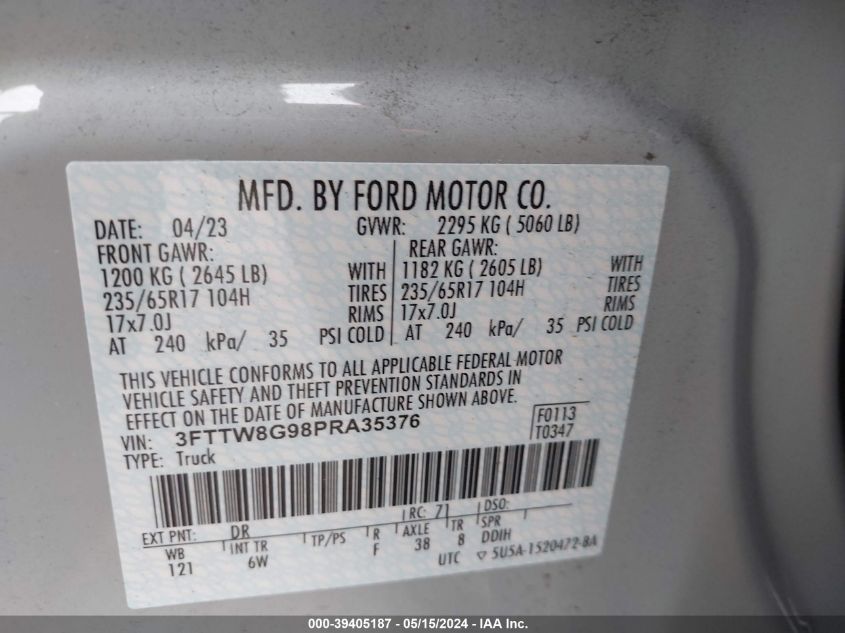 MFD. BY FORD MOTOR CO.
DATE: 04/23 GVWR: 2295 KG ( 5060 LB)
FRONT GAWR: REAR GAWR:
1200 KG ( 2645 LB) WITH 1182 KG ( 2605 LB) WITH
235/65R17 104H TIRES 235/65R17 104H TIRES
17x7.0J RIMS 17x7.0J RIMS
AT 240 kPa/ 35 PSI COLD AT 240 kPa/ 35 PSI COLD
THIS VEHICLE CONFORMS TO ALL APPLICABLE FEDERAL MOTOR
VEHICLE SAFETY AND THEFT PREVENTION STANDARDS IN
EFFECT ON THE DATE OF MANUFACTURE SHOWN ABOVE.
VIN: 3FTTW8G98PRA35376 F0113
TYPE: Truck T0347
EXT PNT: DR RC: 71 DSO:
WB INT TR TP/PS R AXLE TR SPR
121 6W F 38 8 DDIH
UTC ▽ 5U5A-1520472-BA
000-39405187 - 05/15/2024 - IAA Inc.